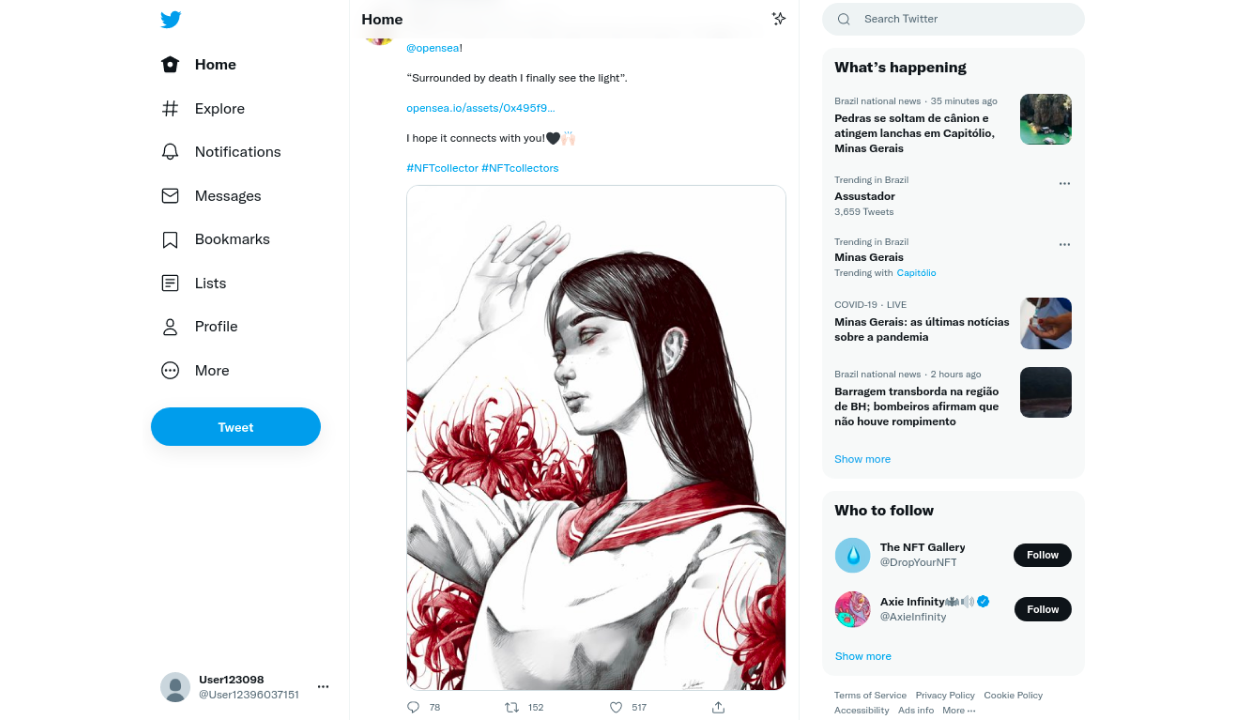 Home
Explore
Notifications
Messages
Bookmarks
Lists
Profile
More
Tweet
User123098
@User12396037151
Home
@opensea!
“Surrounded by death I finally see the light”.
opensea.io/assets/0x495f9...
I hope it connects with you!🖤🙌🏻
#NFTcollector #NFTcollectors
78
152
517
Search Twitter
What's happening
Brazil national news · 35 minutes ago
Pedras se soltam de cânion e
atingem lanchas em Capitólio,
Minas Gerais
Trending in Brazil
Assustador
3,659 Tweets
Trending in Brazil
Minas Gerais
Trending with Capitólio
COVID-19 · LIVE
Minas Gerais: as últimas notícias
sobre a pandemia
Brazil national news · 2 hours ago
Barragem transborda na região
de BH; bombeiros afirmam que
não houve rompimento
Show more
Who to follow
The NFT Gallery
@DropYourNFT
Follow
Axie Infinity🦇🔊
@AxieInfinity
Follow
Show more
Terms of Service Privacy Policy Cookie Policy
Accessibility Ads info More ···